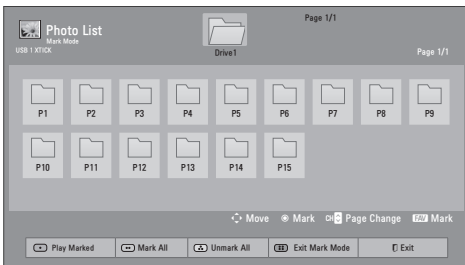 Page 1/1
Photo List
Mark Mode
USB 1 XTICK
Drive1
Page 1/1
P1 P2 P3 P4 P5 P6 P7 P8 P9
P10 P11 P12 P13 P14 P15
Move Mark CH Page Change FAV Mark
Play Marked Mark All Unmark All Exit Mark Mode Exit